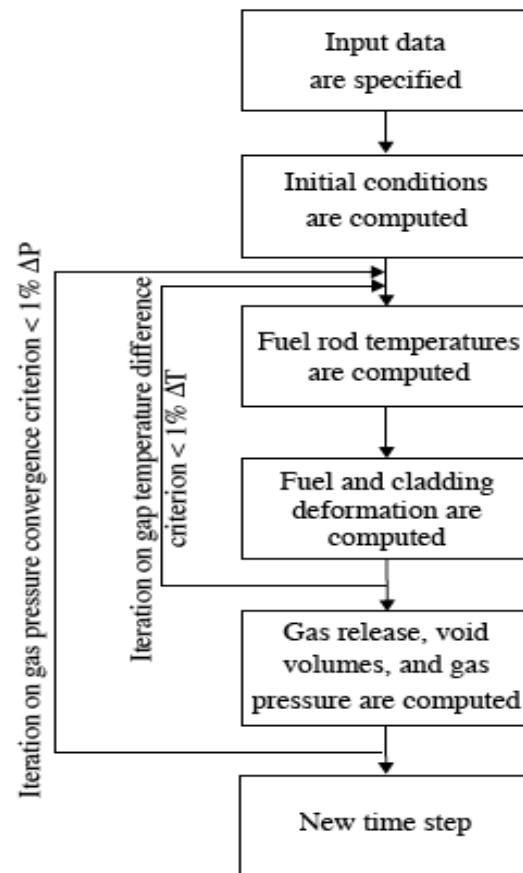 Input data
are specified
Initial conditions
are computed
Iteration on gas pressure convergence criterion < 1% ΔP
Iteration on gap temperature difference
criterion < 1% ΔT
Fuel rod temperatures
are computed
Fuel and cladding
deformation are
computed
Gas release, void
volumes, and gas
pressure are computed
New time step